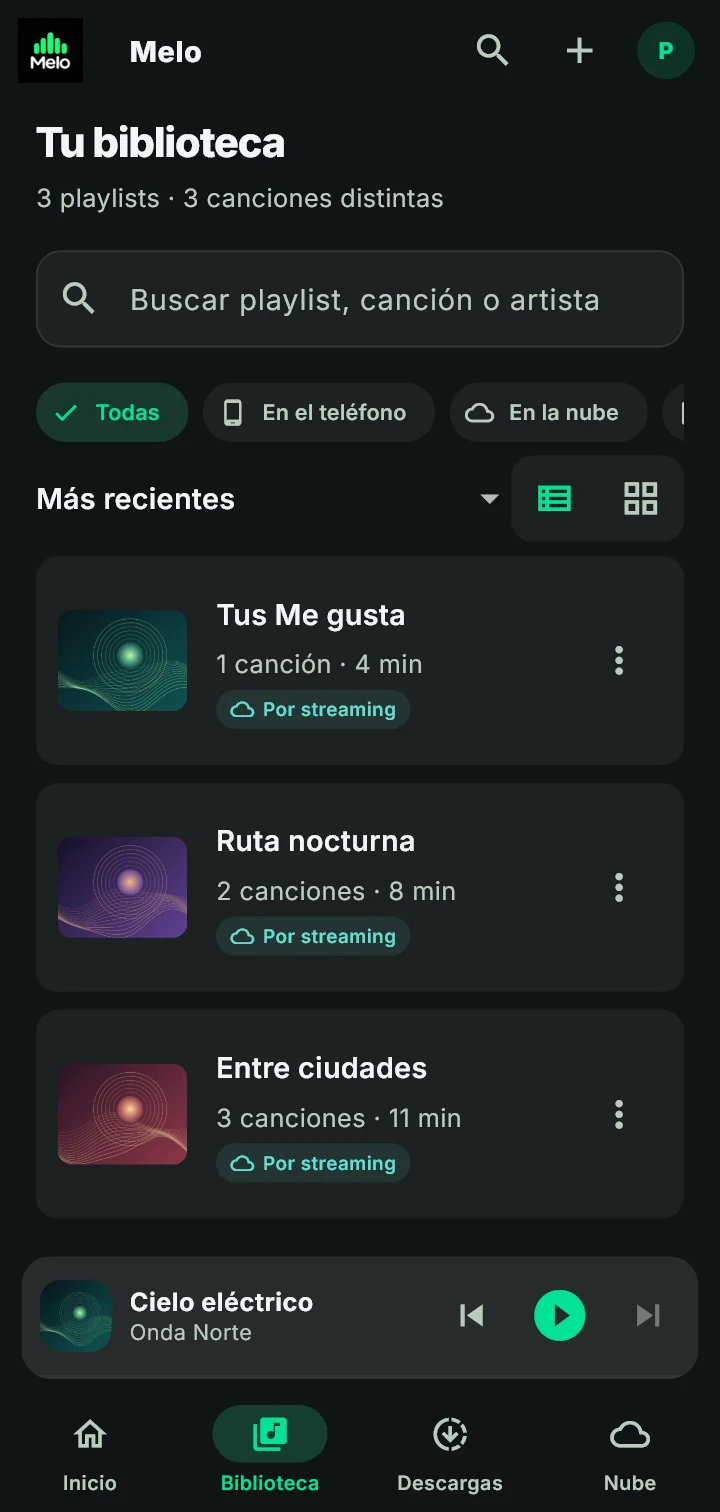 Melo
Melo
P
Tu biblioteca
3 playlists · 3 canciones distintas
Buscar playlist, canción o artista
Todas
En el teléfono
En la nube
Más recientes
Tus Me gusta
1 canción · 4 min
Por streaming
Ruta nocturna
2 canciones · 8 min
Por streaming
Entre ciudades
3 canciones · 11 min
Por streaming
Cielo eléctrico
Onda Norte
Inicio
Biblioteca
Descargas
Nube